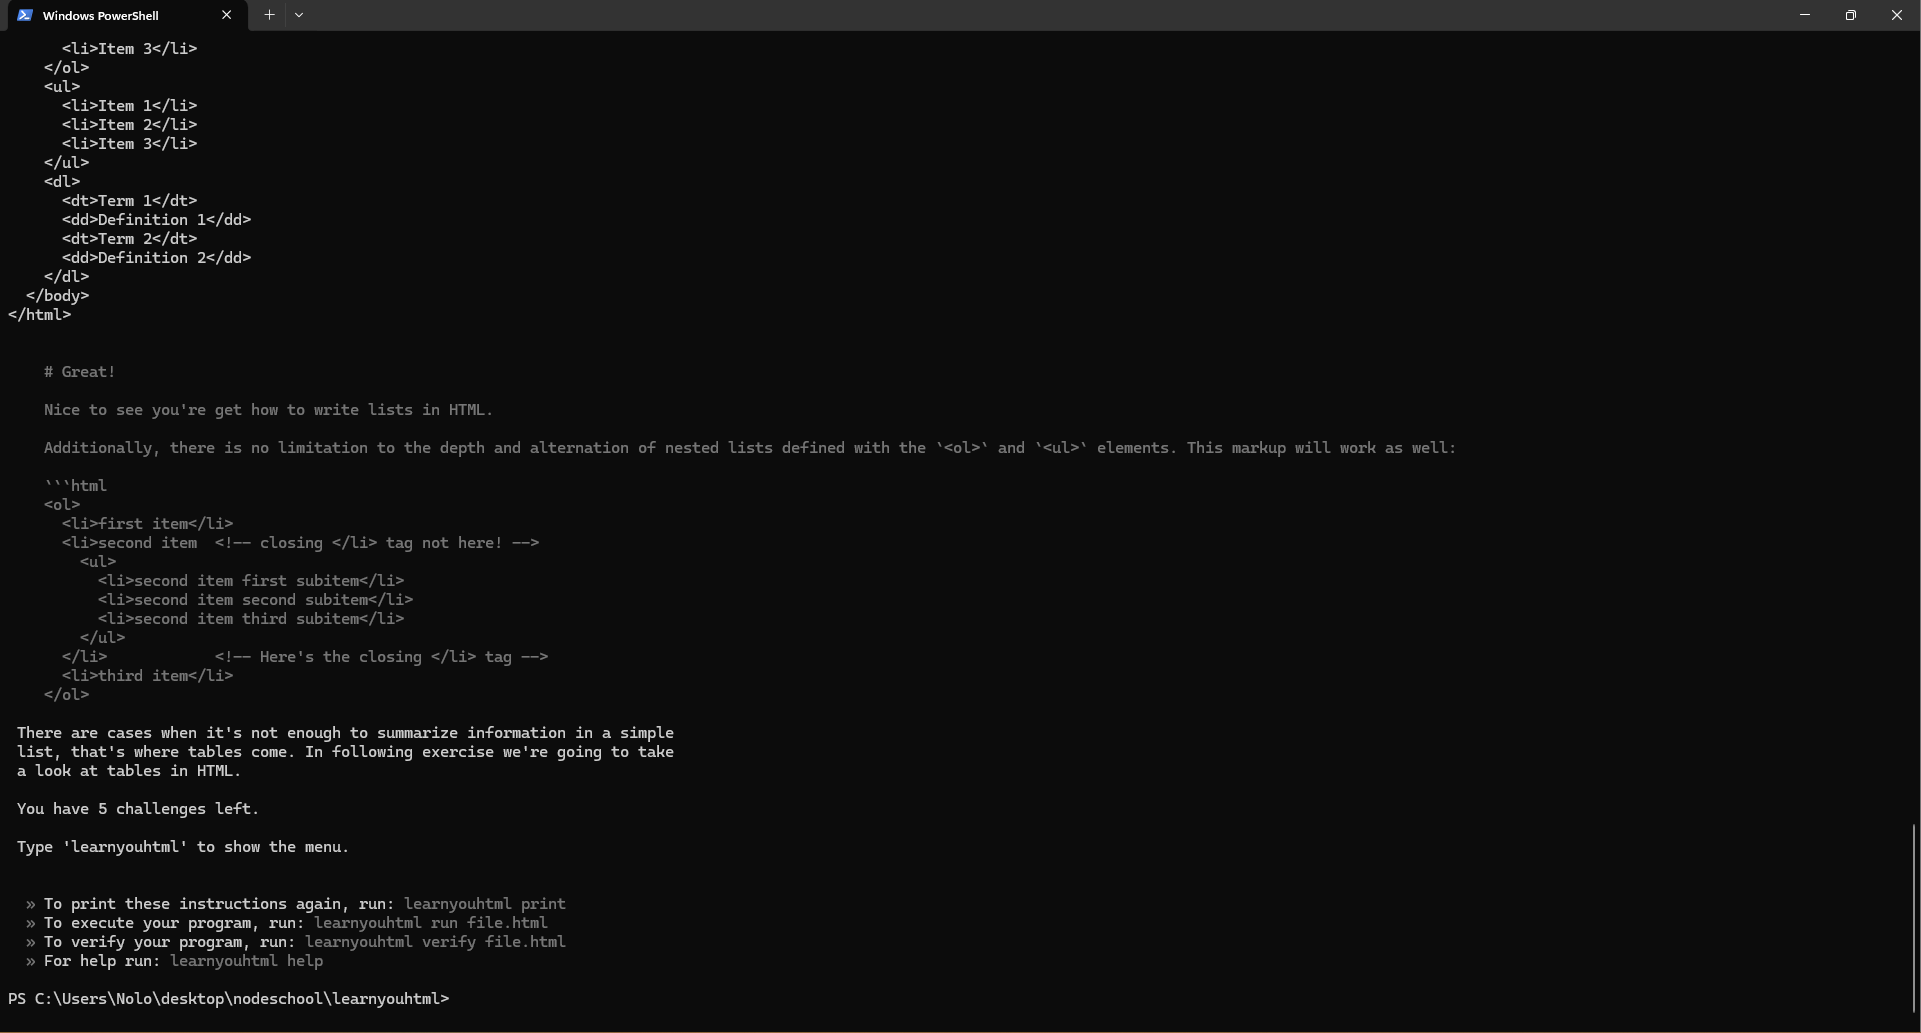 Windows PowerShell
      <li>Item 3</li>
    </ol>
    <ul>
      <li>Item 1</li>
      <li>Item 2</li>
      <li>Item 3</li>
    </ul>
    <dl>
      <dt>Term 1</dt>
      <dd>Definition 1</dd>
      <dt>Term 2</dt>
      <dd>Definition 2</dd>
    </dl>
  </body>
</html>
    # Great!
    Nice to see you're get how to write lists in HTML.
    Additionally, there is no limitation to the depth and alternation of nested lists defined with the `<ol>` and `<ul>` elements. This markup will work as well:
    ```html
    <ol>
      <li>first item</li>
      <li>second item  <!-- closing </li> tag not here! -->
        <ul>
          <li>second item first subitem</li>
          <li>second item second subitem</li>
          <li>second item third subitem</li>
        </ul>
      </li>            <!-- Here's the closing </li> tag -->
      <li>third item</li>
    </ol>
 There are cases when it's not enough to summarize information in a simple
 list, that's where tables come. In following exercise we're going to take
 a look at tables in HTML.
 You have 5 challenges left.
 Type 'learnyouhtml' to show the menu.
  » To print these instructions again, run: learnyouhtml print
  » To execute your program, run: learnyouhtml run file.html
  » To verify your program, run: learnyouhtml verify file.html
  » For help run: learnyouhtml help
PS C:\Users\Nolo\desktop\nodeschool\learnyouhtml>